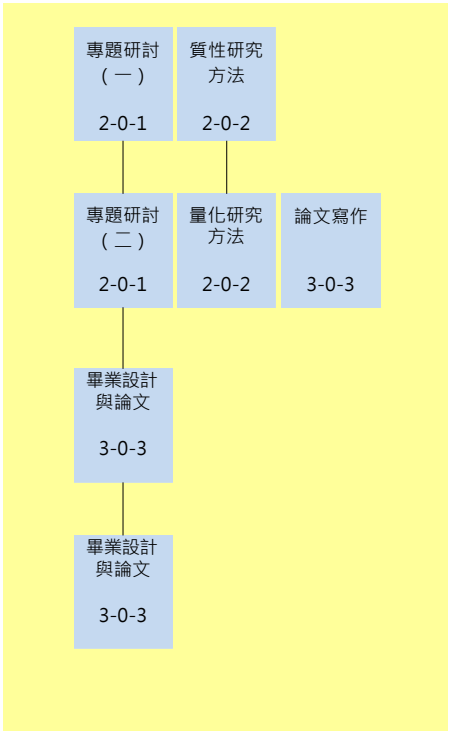 專題研討
(一)
2-0-1
質性研究
方法
2-0-2
專題研討
(二)
2-0-1
量化研究
方法
2-0-2
論文寫作
3-0-3
畢業設計
與論文
3-0-3
畢業設計
與論文
3-0-3